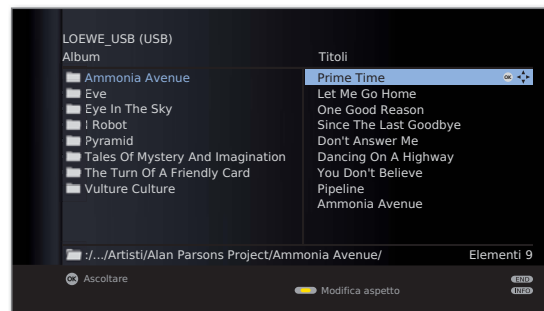 LOEWE_USB (USB)
Album
Ammonia Avenue
Eve
Eye In The Sky
I Robot
Pyramid
Tales Of Mystery And Imagination
The Turn Of A Friendly Card
Vulture Culture
Titoli
Prime Time OK
Let Me Go Home
One Good Reason
Since The Last Goodbye
Don't Answer Me
Dancing On A Highway
You Don't Believe
Pipeline
Ammonia Avenue
:/.../Artisti/Alan Parsons Project/Ammonia Avenue/ Elementi 9
OK Ascoltare
END
Modifica aspetto
INFO